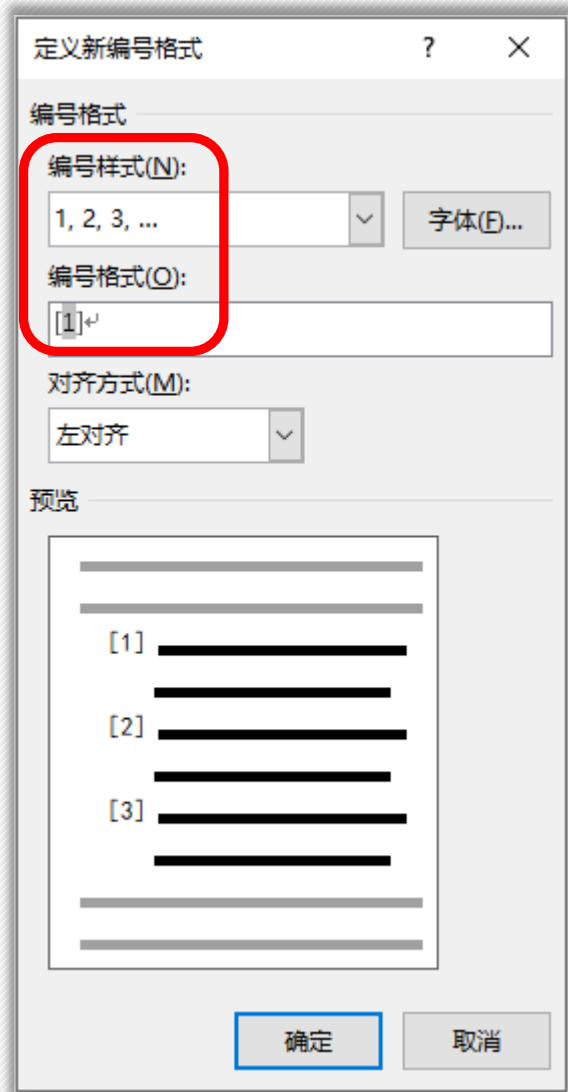 定义新编号格式 ? ×
编号格式
编号样式(N):
1, 2, 3, ... 字体(F)...
编号格式(O):
[1]↵
对齐方式(M):
左对齐
预览
[1]
[2]
[3]
确定 取消